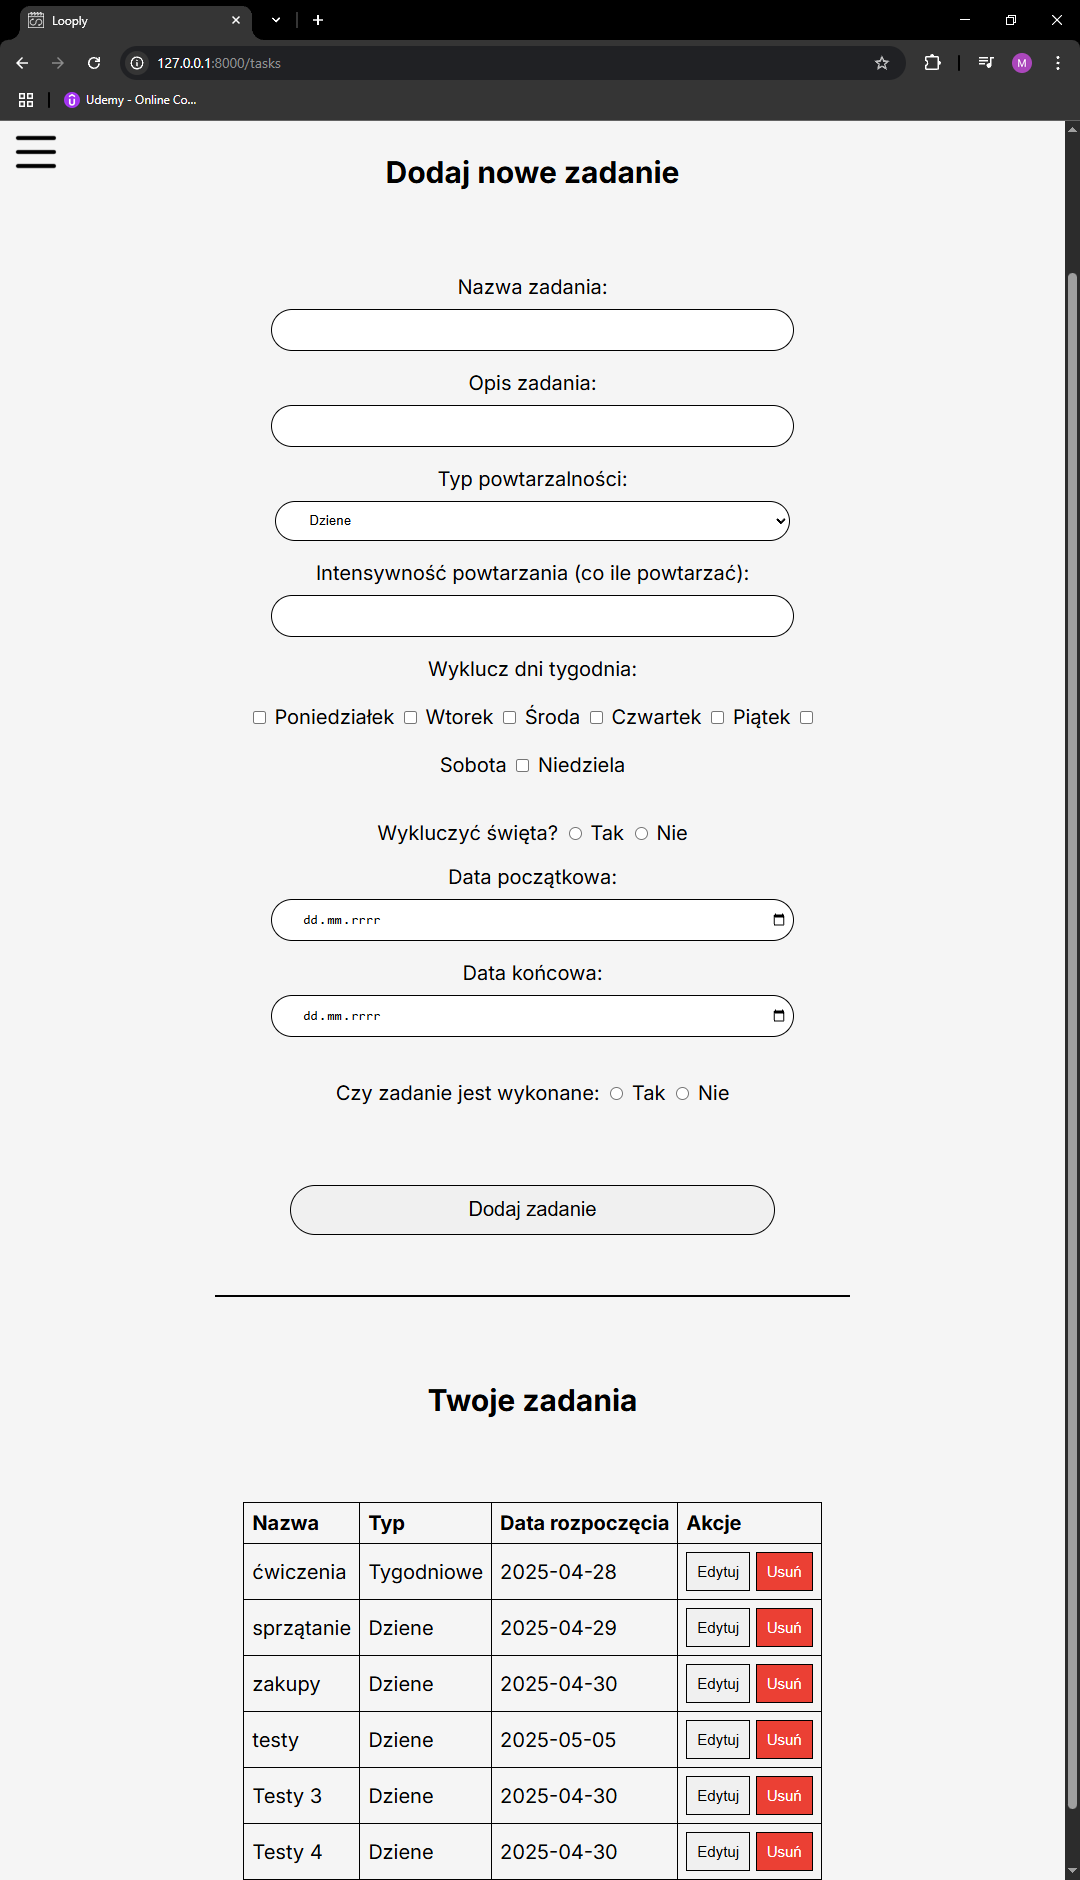 Looply
127.0.0.1:8000/tasks
M
Udemy - Online Co...
Dodaj nowe zadanie
Nazwa zadania:
Opis zadania:
Typ powtarzalności:
Dziene
Intensywność powtarzania (co ile powtarzać):
Wyklucz dni tygodnia:
Poniedziałek Wtorek Środa Czwartek Piątek
Sobota Niedziela
Wykluczyć święta? Tak Nie
Data początkowa:
dd.mm.rrrr
Data końcowa:
dd.mm.rrrr
Czy zadanie jest wykonane: Tak Nie
Dodaj zadanie
Twoje zadania
Nazwa Typ Data rozpoczęcia Akcje
ćwiczenia Tygodniowe 2025-04-28 Edytuj Usuń
sprzątanie Dziene 2025-04-29 Edytuj Usuń
zakupy Dziene 2025-04-30 Edytuj Usuń
testy Dziene 2025-05-05 Edytuj Usuń
Testy 3 Dziene 2025-04-30 Edytuj Usuń
Testy 4 Dziene 2025-04-30 Edytuj Usuń